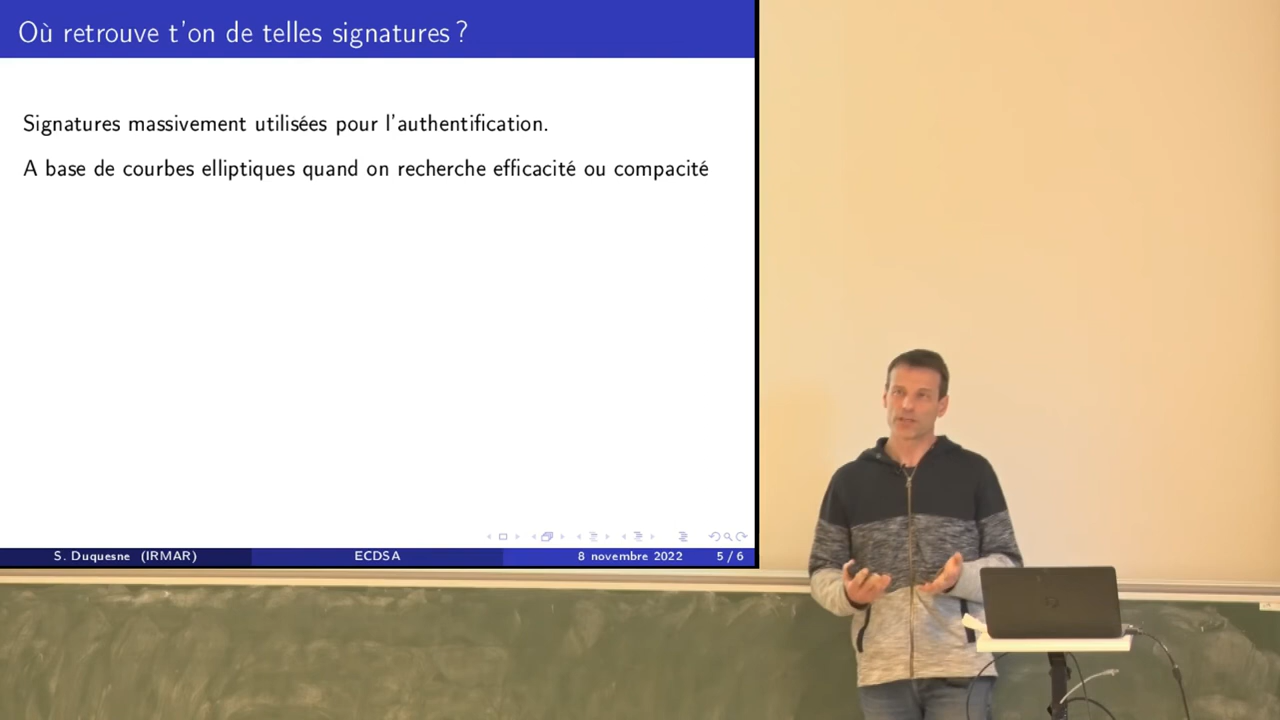 Où retrouve t'on de telles signatures ?
Signatures massivement utilisées pour l'authentification.
A base de courbes elliptiques quand on recherche efficacité ou compacité
S. Duquesne (IRMAR) ECDSA 8 novembre 2022 5 / 6